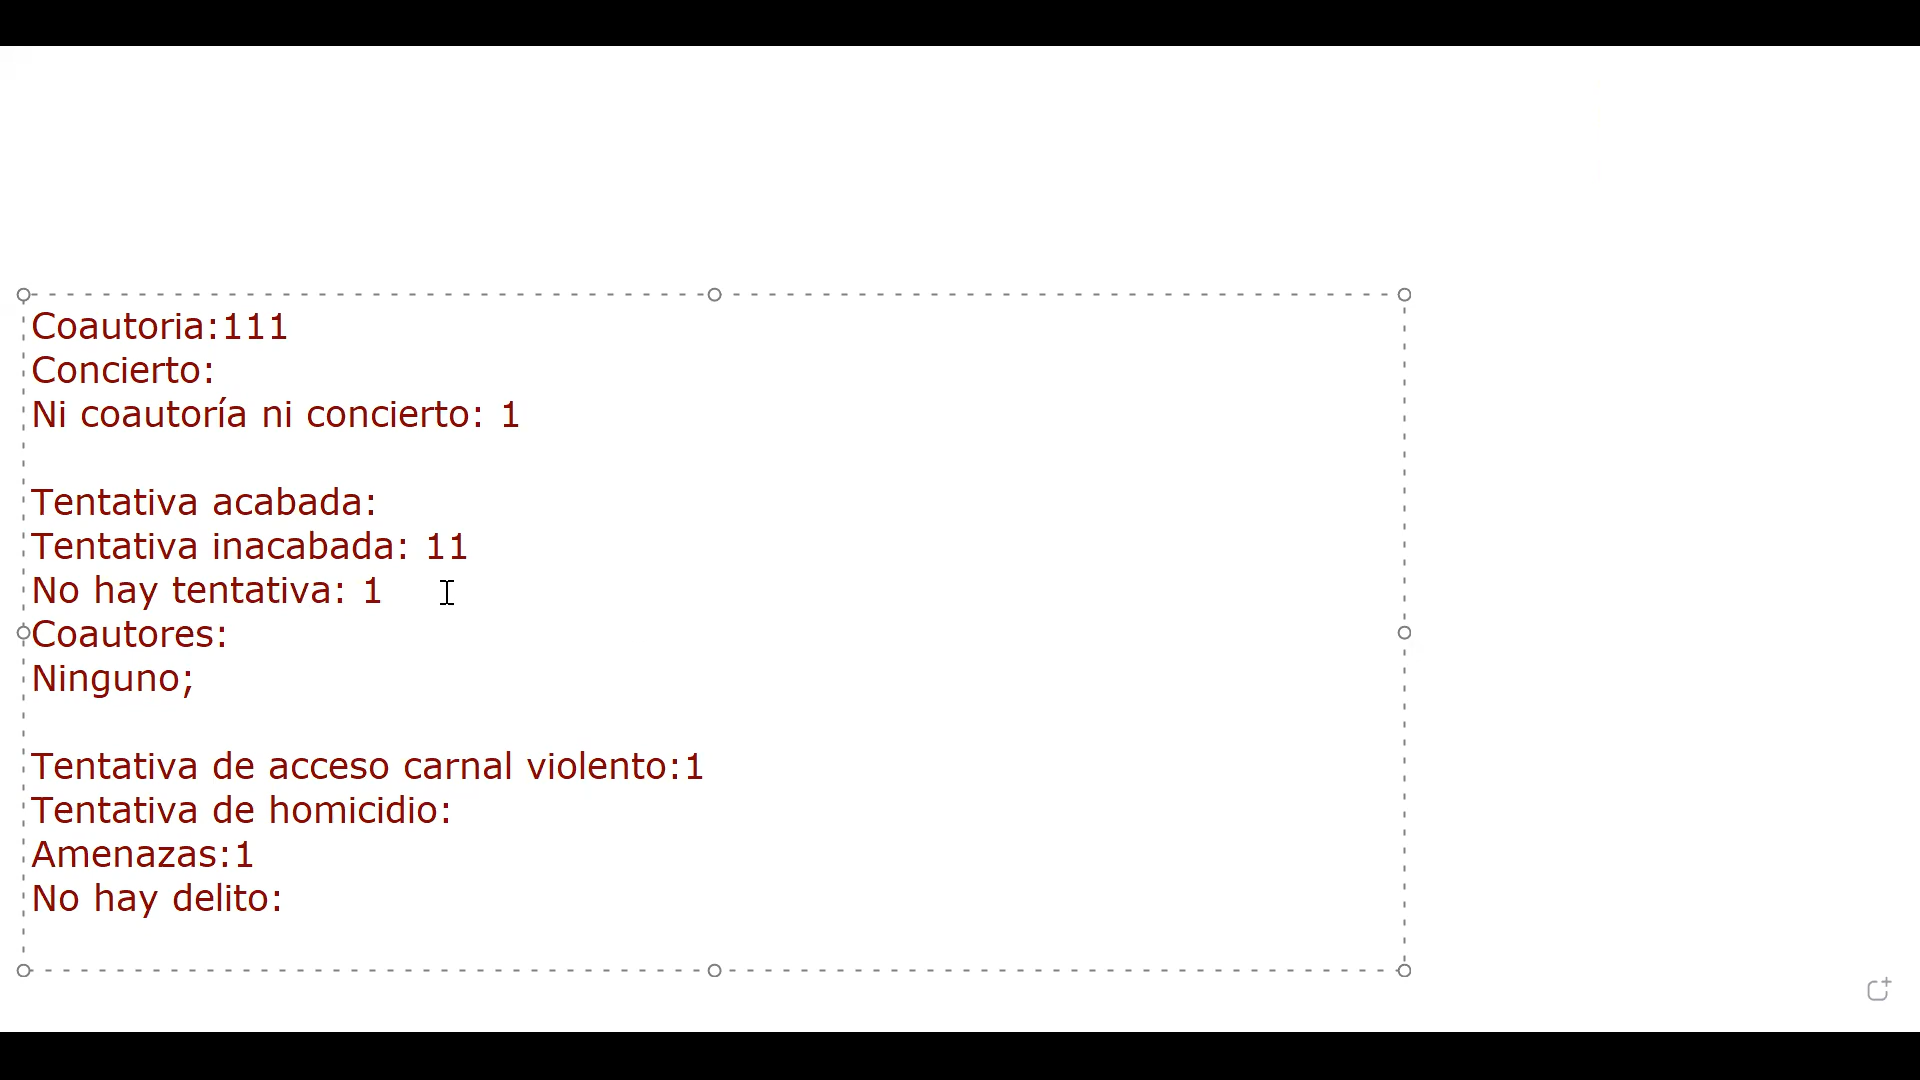 Coautoria:111
Concierto:
Ni coautoría ni concierto: 1
Tentativa acabada:
Tentativa inacabada: 11
No hay tentativa: 1
Coautores:
Ninguno;
Tentativa de acceso carnal violento:1
Tentativa de homicidio:
Amenazas:1
No hay delito: